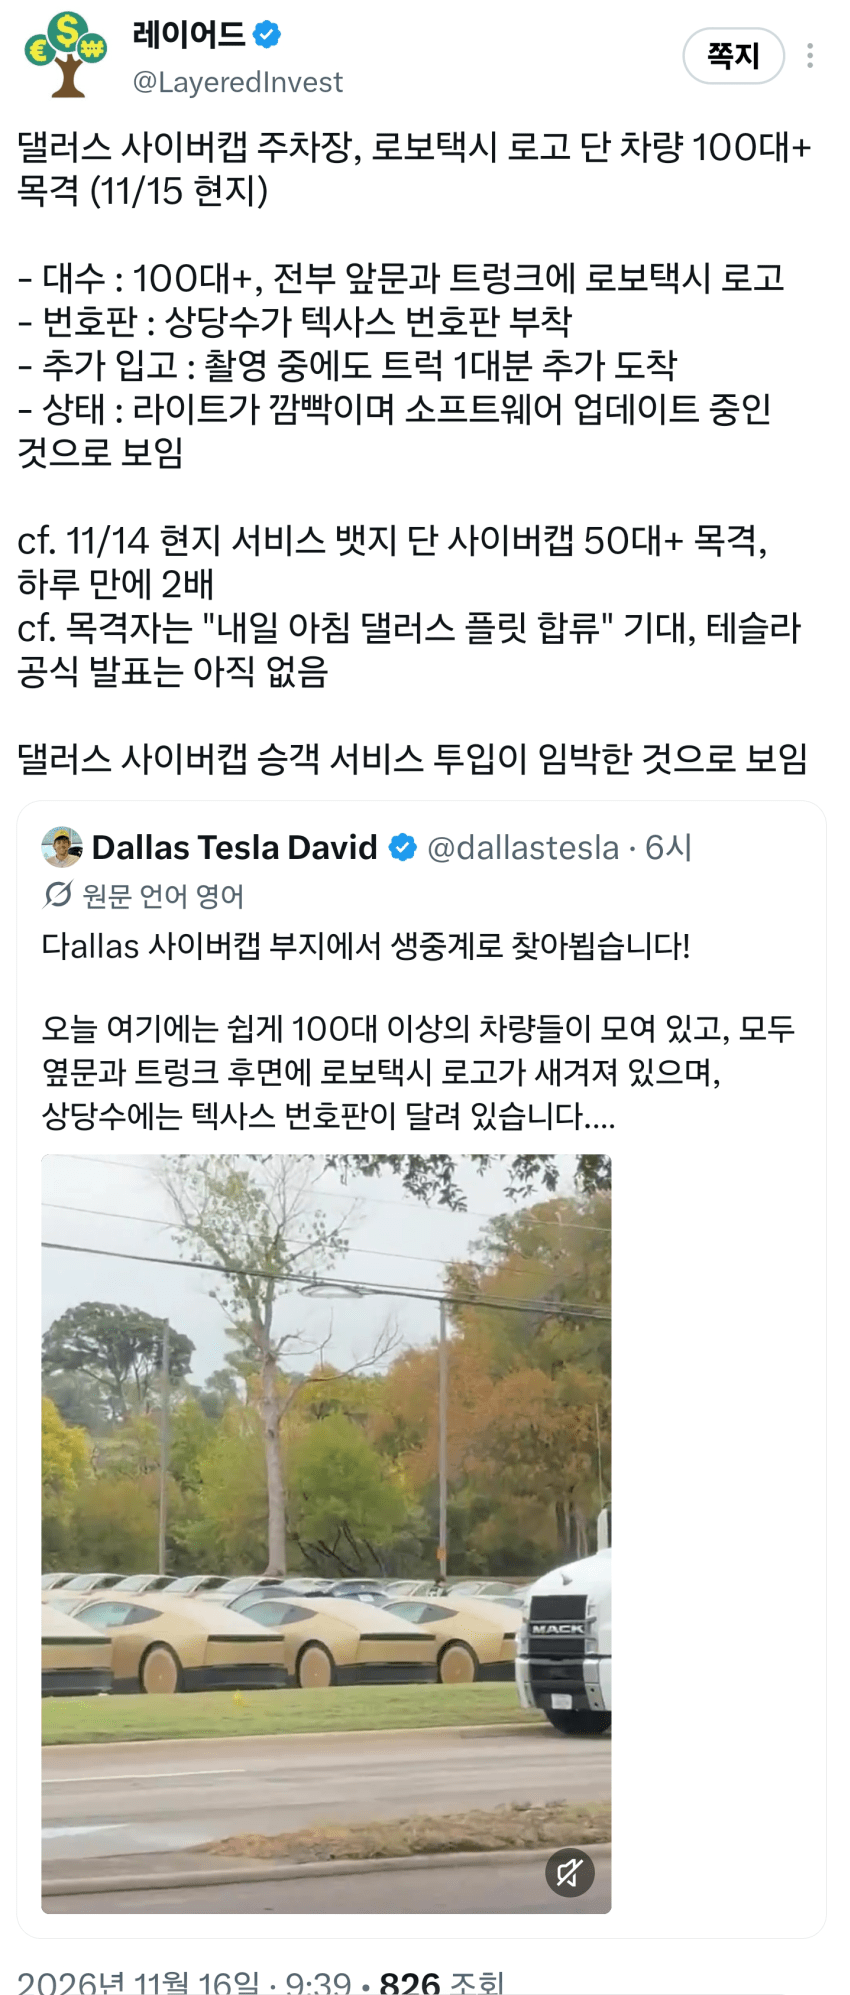 레이어드
쪽지
@LayeredInvest
댈러스 사이버캡 주차장, 로보택시 로고 단 차량 100대+
목격 (11/15 현지)
- 대수 : 100대+, 전부 앞문과 트렁크에 로보택시 로고
- 번호판 : 상당수가 텍사스 번호판 부착
- 추가 입고 : 촬영 중에도 트럭 1대분 추가 도착
- 상태 : 라이트가 깜빡이며 소프트웨어 업데이트 중인
것으로 보임
cf. 11/14 현지 서비스 뱃지 단 사이버캡 50대+ 목격,
하루 만에 2배
cf. 목격자는 "내일 아침 댈러스 플릿 합류" 기대, 테슬라
공식 발표는 아직 없음
댈러스 사이버캡 승객 서비스 투입이 임박한 것으로 보임
Dallas Tesla David @dallastesla · 6시
원문 언어 영어
다allas 사이버캡 부지에서 생중계로 찾아뵙습니다!
오늘 여기에는 쉽게 100대 이상의 차량들이 모여 있고, 모두
옆문과 트렁크 후면에 로보택시 로고가 새겨져 있으며,
상당수에는 텍사스 번호판이 달려 있습니다....
MACK
2026년 11월 16일 · 9:39 · 826 조회